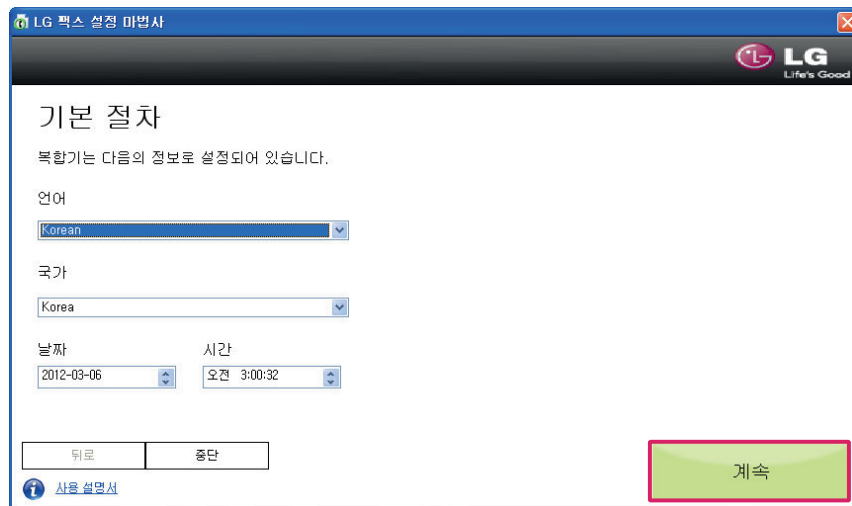 LG 팩스 설정 마법사
LG
Life's Good
기본 절차
복합기는 다음의 정보로 설정되어 있습니다.
언어
Korean
국가
Korea
날짜 시간
2012-03-06 오전 3:00:32
뒤로 중단
계속
사용 설명서